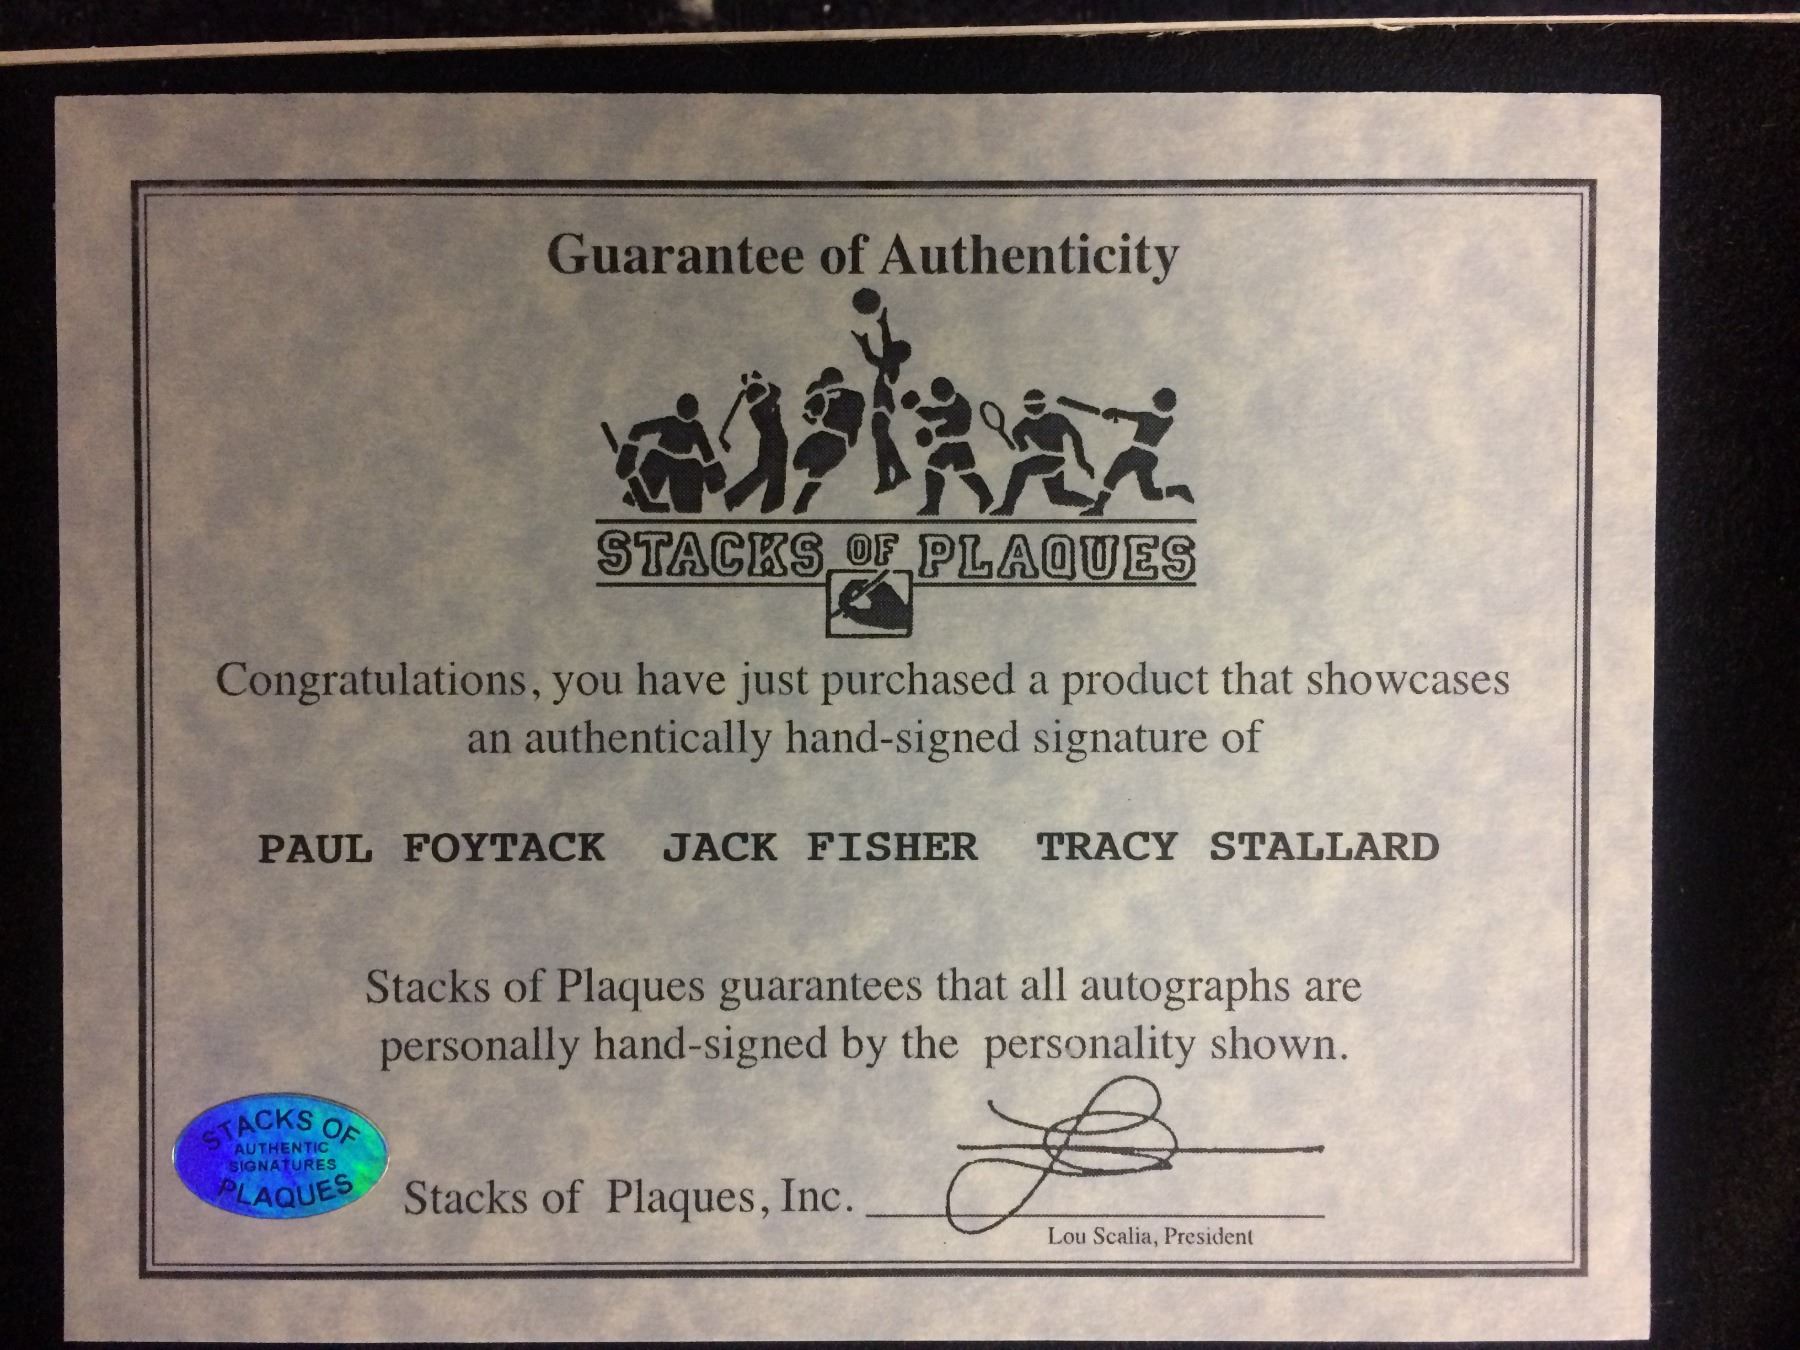 Guarantee of Authenticity
STACKS OF PLAQUES
Congratulations, you have just purchased a product that showcases
an authentically hand-signed signature of
PAUL FOYTACK JACK FISHER TRACY STALLARD
Stacks of Plaques guarantees that all autographs are
personally hand-signed by the personality shown.
STACKS OF
AUTHENTIC
SIGNATURES
PLAQUES
Stacks of Plaques, Inc.
Lou Scalia, President